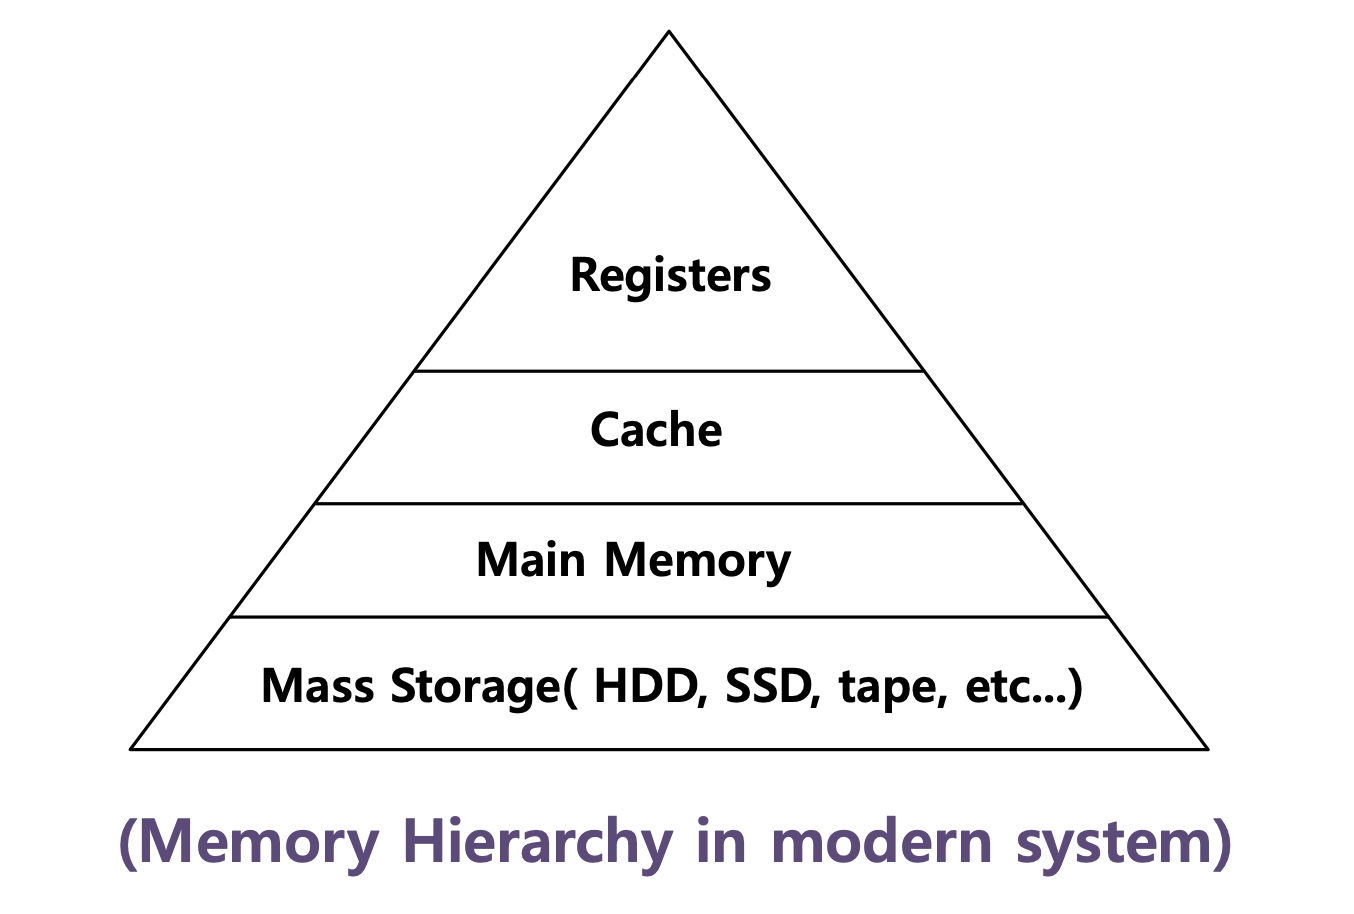 Registers
Cache
Main Memory
Mass Storage( HDD, SSD, tape, etc...)
(Memory Hierarchy in modern system)